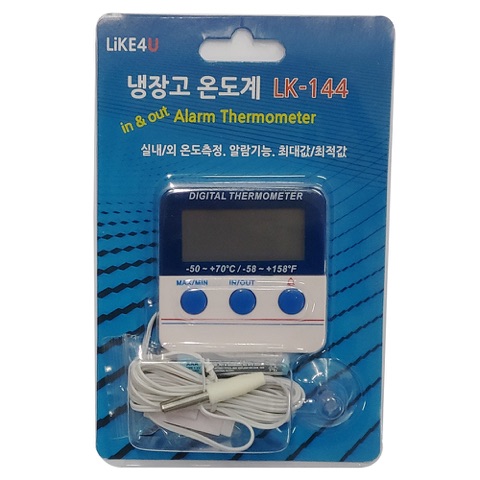 LiKE4U
냉장고 온도계 LK-144
in & out Alarm Thermometer
실내/외 온도측정. 알람기능. 최대값/최적값
DIGITAL THERMOMETER
-50 ~ +70°C / -58 ~ +158°F
MAX/MIN IN/OUT